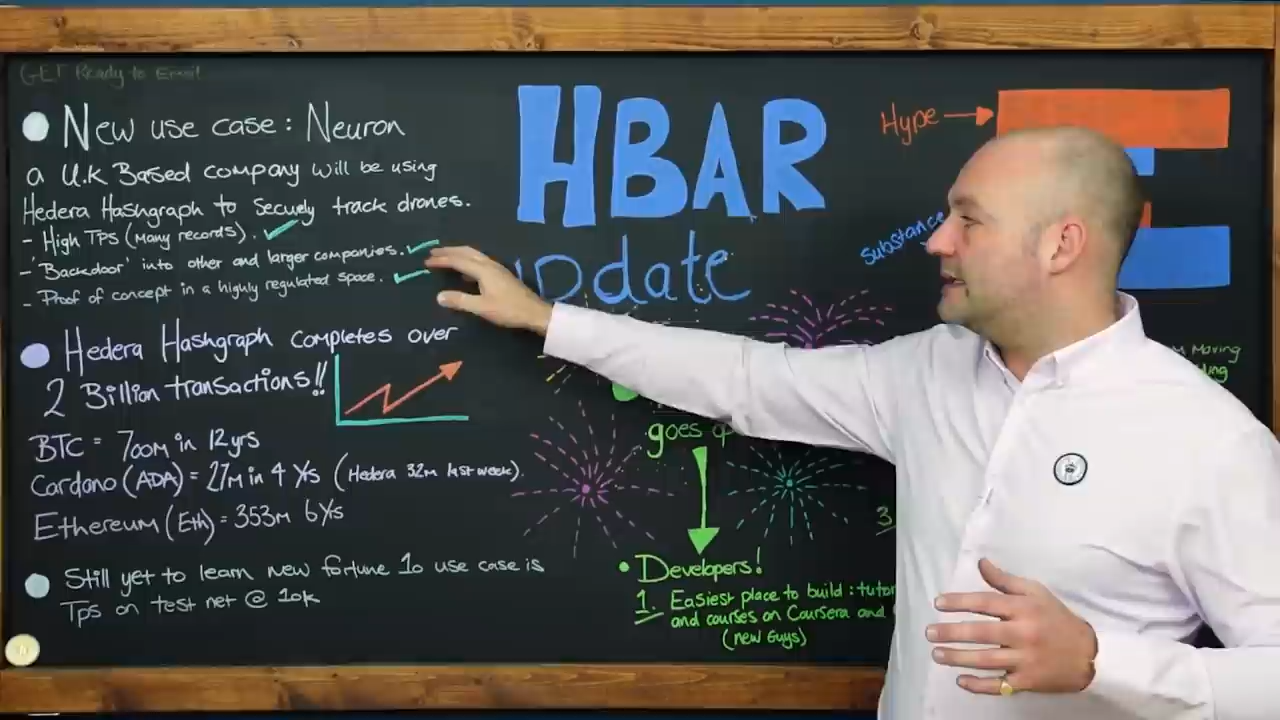 GET Ready to Email
New use case: Neuron
a U.K Based company will be using
Hedera Hashgraph to Securely track drones.
- High TPS (Many records).
- 'Backdoor' into other and larger companies.
- Proof of concept in a highly regulated space.
Hedera Hashgraph completes over
2 Billion transactions!!
BTC = 700m in 12yrs
Cardano (ADA) = 27m in 4 Yrs (Hedera 32m last week).
Ethereum (Eth) = 353m 6Yrs
Still yet to learn new fortune 10 use case is
Tps on test net @ 10k
HBAR
update
Hype
Substance
Moving
goes
3
Developers!
1. Easiest place to build: tutor
and courses on Coursera and
(new Guys)